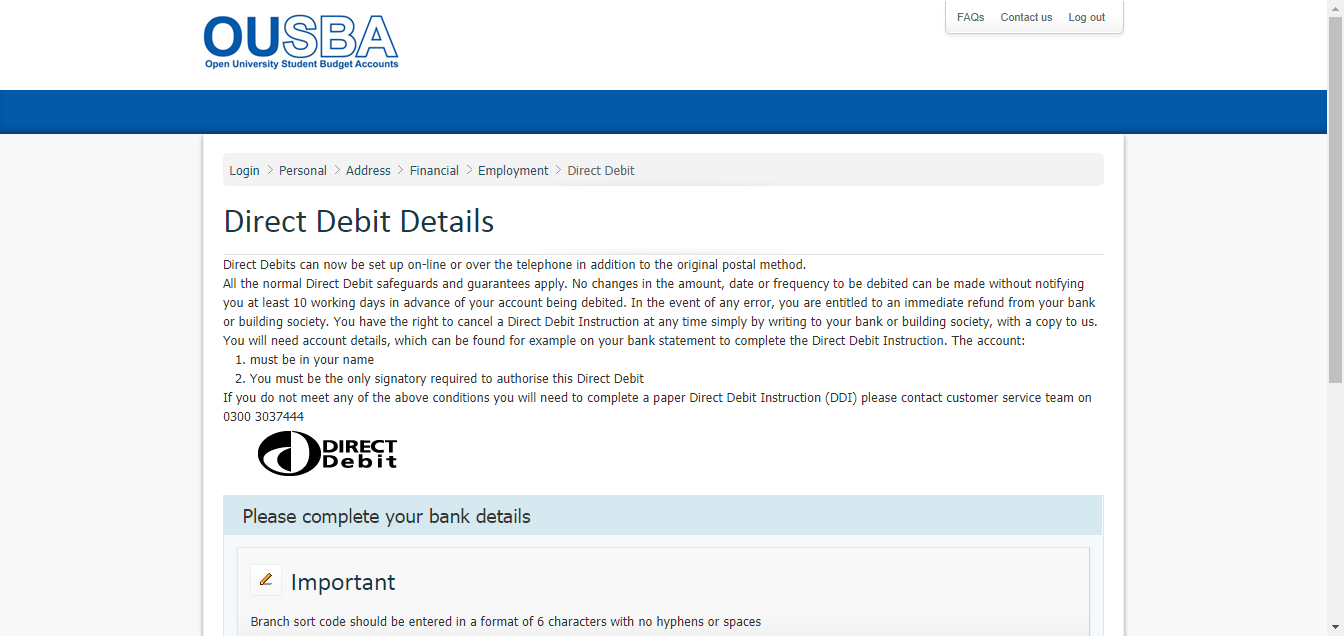 OUSBA
Open University Student Budget Accounts
FAQs Contact us Log out
Login > Personal > Address > Financial > Employment > Direct Debit
Direct Debit Details
Direct Debits can now be set up on-line or over the telephone in addition to the original postal method.
All the normal Direct Debit safeguards and guarantees apply. No changes in the amount, date or frequency to be debited can be made without notifying
you at least 10 working days in advance of your account being debited. In the event of any error, you are entitled to an immediate refund from your bank
or building society. You have the right to cancel a Direct Debit Instruction at any time simply by writing to your bank or building society, with a copy to us.
You will need account details, which can be found for example on your bank statement to complete the Direct Debit Instruction. The account:
1. must be in your name
2. You must be the only signatory required to authorise this Direct Debit
If you do not meet any of the above conditions you will need to complete a paper Direct Debit Instruction (DDI) please contact customer service team on
0300 3037444
DIRECT
Debit
Please complete your bank details
Important
Branch sort code should be entered in a format of 6 characters with no hyphens or spaces